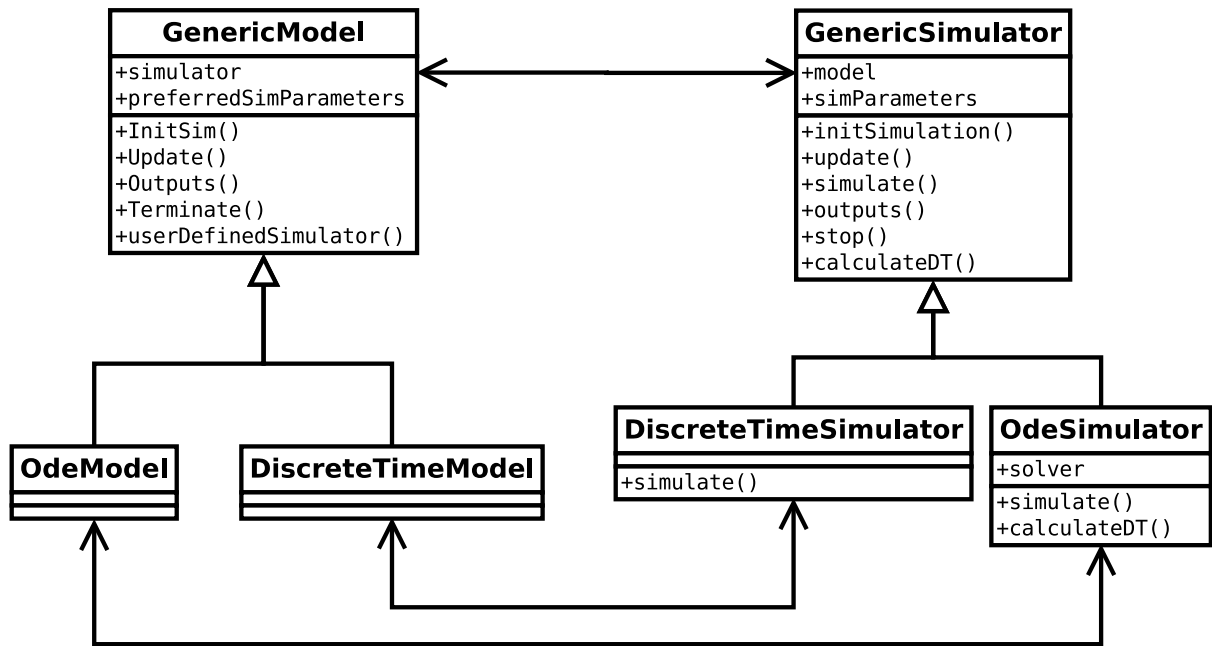 GenericModel
+simulator
+preferredSimParameters
+InitSim()
+Update()
+Outputs()
+Terminate()
+userDefinedSimulator()
GenericSimulator
+model
+simParameters
+initSimulation()
+update()
+simulate()
+outputs()
+stop()
+calculateDT()
OdeModel
DiscreteTimeModel
DiscreteTimeSimulator
+simulate()
OdeSimulator
+solver
+simulate()
+calculateDT()